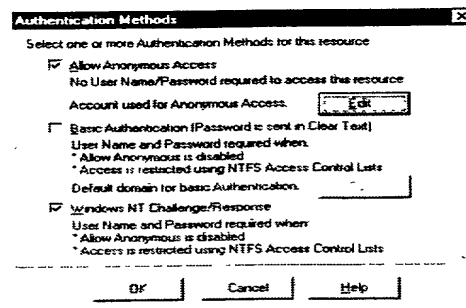 Authentication Methods
Select one or more Authentication Methods for this resource
Allow Anonymous Access
No User Name/Password required to access this resource
Account used for Anonymous Access.
Edit
Basic Authentication (Password is sent in Clear Text)
User Name and Password required when:
* Allow Anonymous is disabled
* Access is restricted using NTFS Access Control Lists
Default domain for basic Authentication.
Windows NT Challenge/Response
User Name and Password required when:
* Allow Anonymous is disabled
* Access is restricted using NTFS Access Control Lists
OK
Cancel
Help